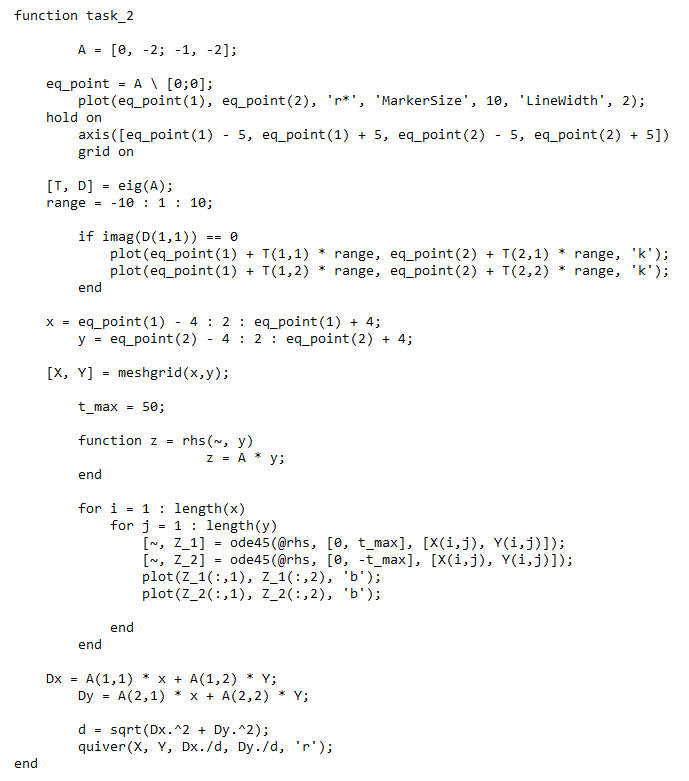 function task_2
A = [0, -2; -1, -2];
eq_point = A \ [0;0];
plot(eq_point(1), eq_point(2), 'r*', 'MarkerSize', 10, 'LineWidth', 2);
hold on
axis([eq_point(1) - 5, eq_point(1) + 5, eq_point(2) - 5, eq_point(2) + 5])
grid on
[T, D] = eig(A);
range = -10 : 1 : 10;
if imag(D(1,1)) == 0
plot(eq_point(1) + T(1,1) * range, eq_point(2) + T(2,1) * range, 'k');
plot(eq_point(1) + T(1,2) * range, eq_point(2) + T(2,2) * range, 'k');
end
x = eq_point(1) - 4 : 2 : eq_point(1) + 4;
y = eq_point(2) - 4 : 2 : eq_point(2) + 4;
[X, Y] = meshgrid(x,y);
t_max = 50;
function z = rhs(~, y)
z = A * y;
end
for i = 1 : length(x)
for j = 1 : length(y)
[~, Z_1] = ode45(@rhs, [0, t_max], [X(i,j), Y(i,j)]);
[~, Z_2] = ode45(@rhs, [0, -t_max], [X(i,j), Y(i,j)]);
plot(Z_1(:,1), Z_1(:,2), 'b');
plot(Z_2(:,1), Z_2(:,2), 'b');
end
end
Dx = A(1,1) * x + A(1,2) * Y;
Dy = A(2,1) * x + A(2,2) * Y;
d = sqrt(Dx.^2 + Dy.^2);
quiver(X, Y, Dx./d, Dy./d, 'r');
end